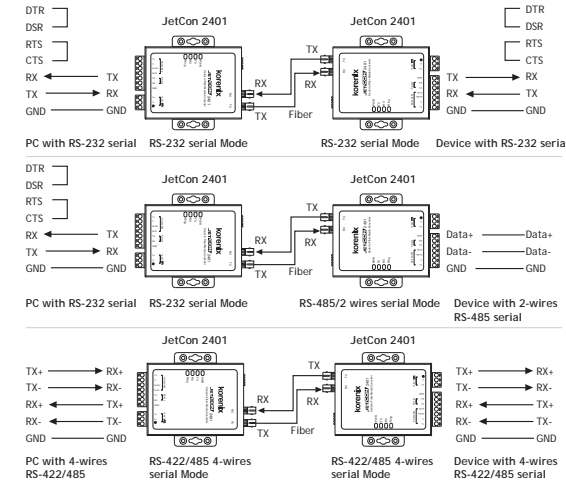 DTR
DSR
RTS
CTS
RX TX
TX RX
GND GND
PC with RS-232 serial
JetCon 2401
korenix
RS-232 serial Mode
RX
TX
Fiber
TX
RX
JetCon 2401
korenix
RS-232 serial Mode
DTR
DSR
RTS
CTS
TX RX
RX TX
GND GND
Device with RS-232 seria
DTR
DSR
RTS
CTS
RX TX
TX RX
GND GND
PC with RS-232 serial
JetCon 2401
korenix
RS-232 serial Mode
RX
TX
Fiber
TX
RX
JetCon 2401
korenix
RS-485/2 wires serial Mode
Data+ Data+
Data- Data-
GND GND
Device with 2-wires
RS-485 serial
TX+ RX+
TX- RX-
RX+ TX+
RX- TX-
GND GND
PC with 4-wires
RS-422/485
JetCon 2401
korenix
RS-422/485 4-wires
serial Mode
RX
TX
Fiber
TX
RX
JetCon 2401
korenix
RS-422/485 4-wires
serial Mode
TX+ RX+
TX- RX-
RX+ TX+
RX- TX-
GND GND
Device with 4-wires
RS-422/485 serial